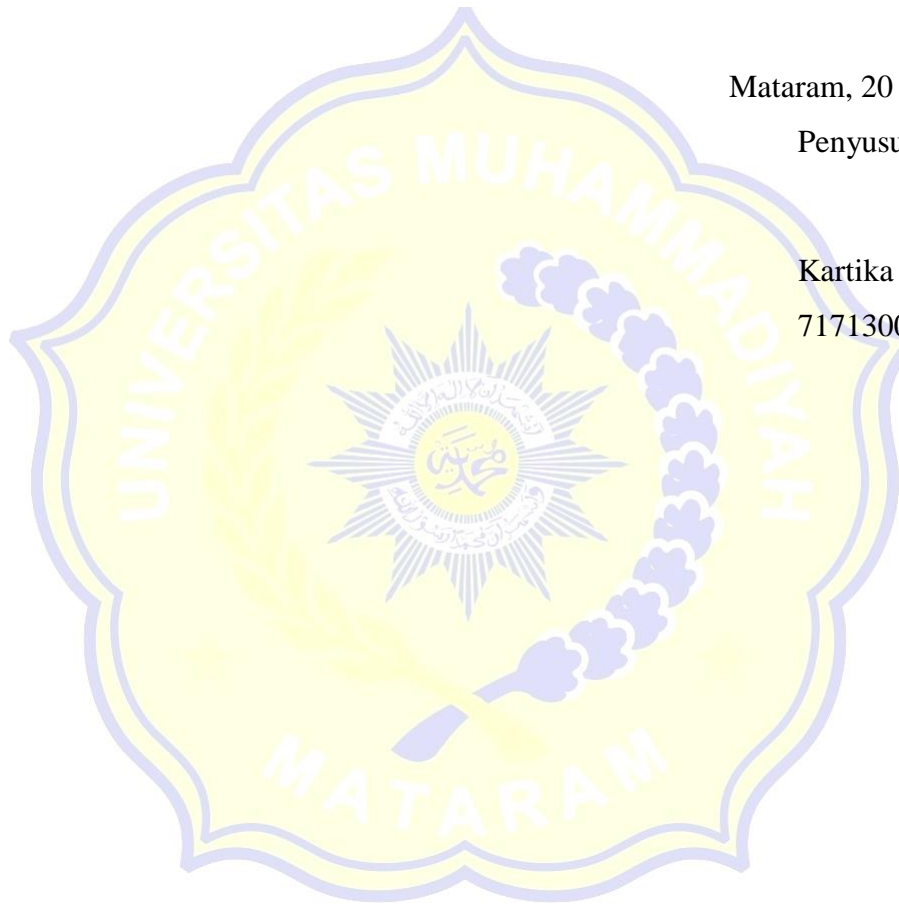 Mataram, 20
Penyusu
Kartika
7171300
UNIVERSITAS MUHAMMADIYAH
MATARAM